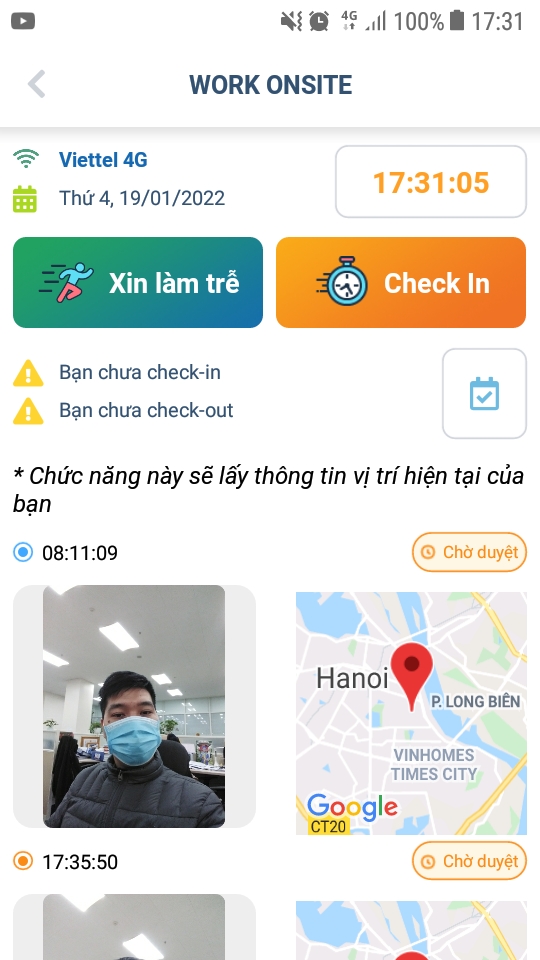 4G 100% 17:31
WORK ONSITE
Viettel 4G
Thứ 4, 19/01/2022
17:31:05
Xin làm trễ
Check In
Bạn chưa check-in
Bạn chưa check-out
* Chức năng này sẽ lấy thông tin vị trí hiện tại của
bạn
08:11:09
Chờ duyệt
Hanoi
P. LONG BIÊN
VINHOMES
TIMES CITY
Google
CT20
17:35:50
Chờ duyệt